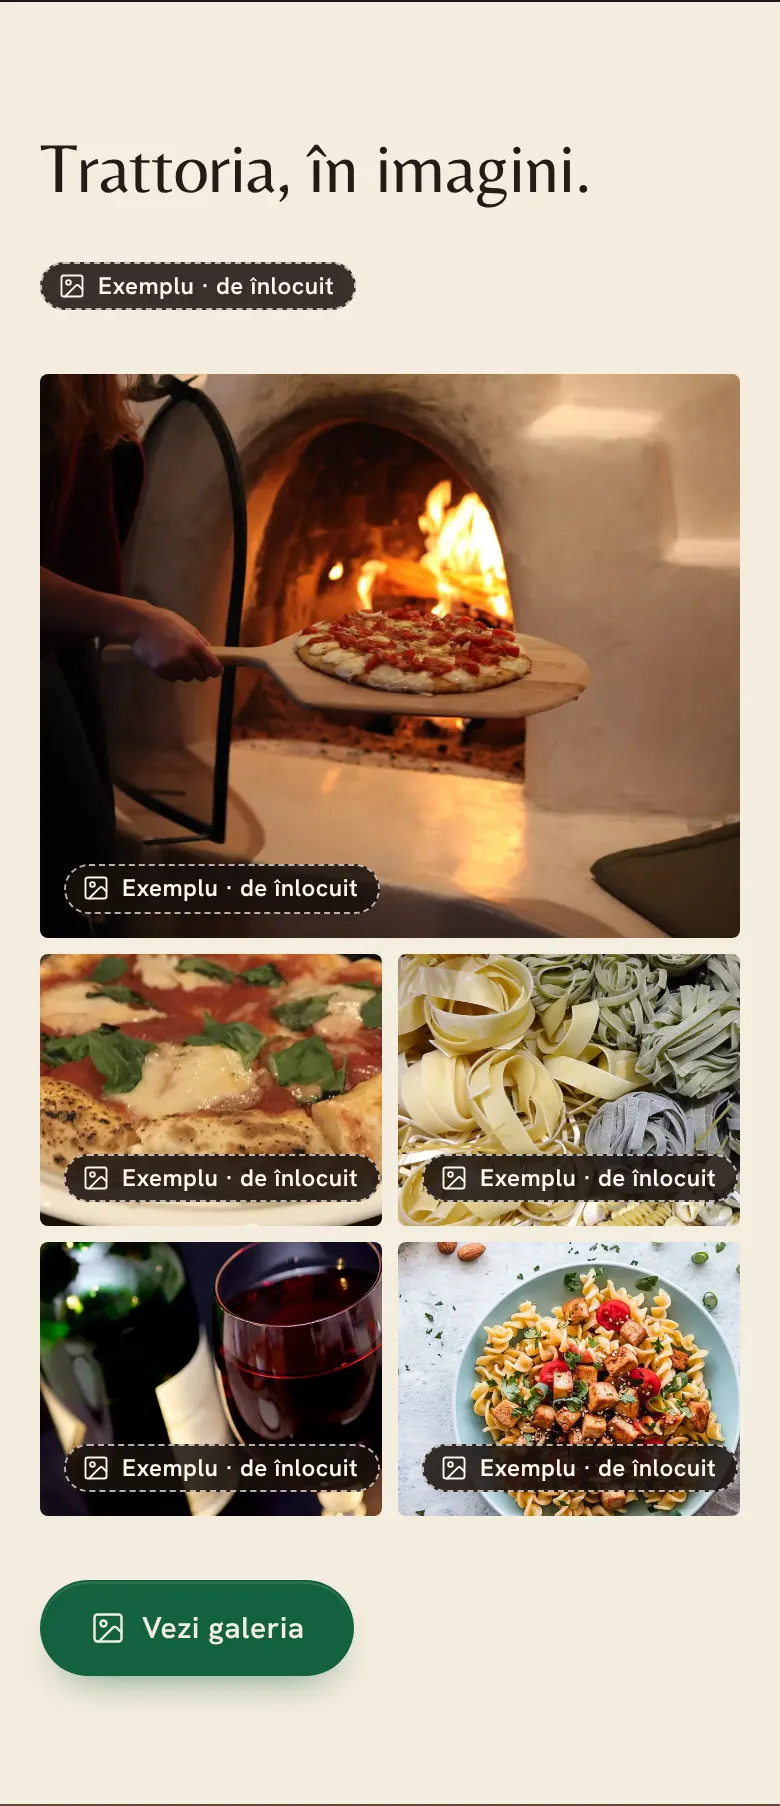 Trattoria, în imagini.
Exemplu · de înlocuit
Exemplu · de înlocuit
Exemplu · de înlocuit
Exemplu · de înlocuit
Exemplu · de înlocuit
Exemplu · de înlocuit
Vezi galeria